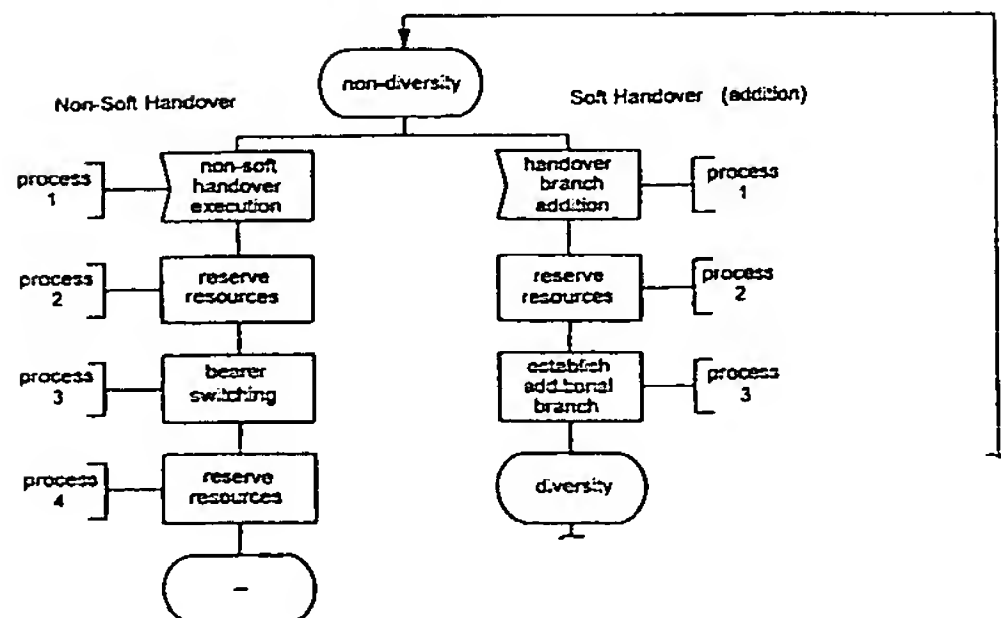 non-diversity
Non-Soft Handover
Soft Handover (addition)
process
1
non-soft
handover
execution
handover
branch
addition
process
1
process
2
reserve
resources
reserve
resources
process
2
process
3
bearer
switching
establish
additional
branch
process
3
process
4
reserve
resources
diversity
–